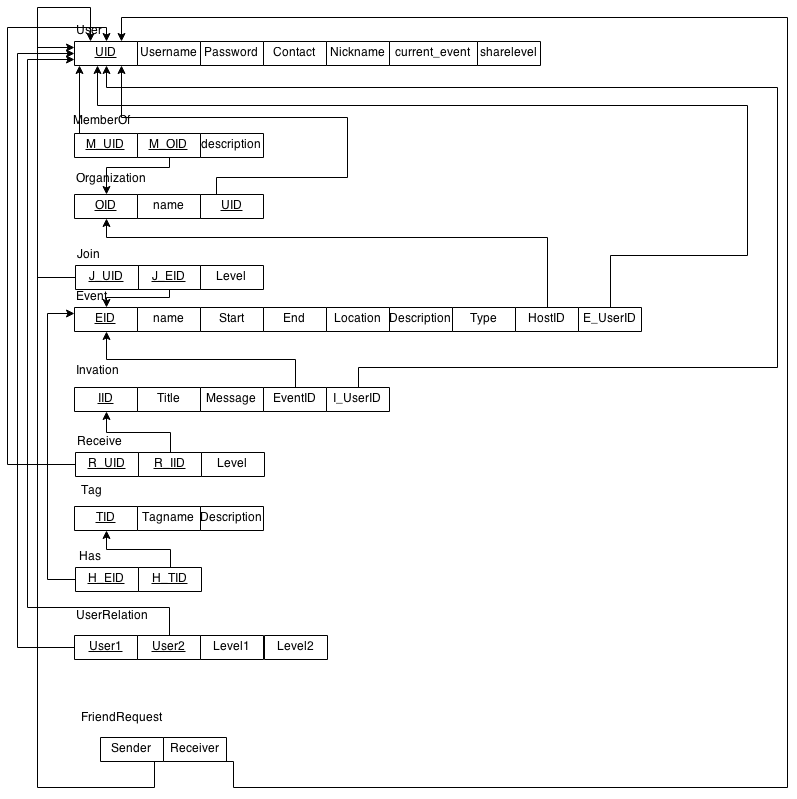 User
UID Username Password Contact Nickname current_event sharelevel
MemberOf
M_UID M_OID description
Organization
OID name UID
Join
J_UID J_EID Level
Event
EID name Start End Location Description Type HostID E_UserID
Invation
IID Title Message EventID I_UserID
Receive
R_UID R_IID Level
Tag
TID Tagname Description
Has
H_EID H_TID
UserRelation
User1 User2 Level1 Level2
FriendRequest
Sender Receiver